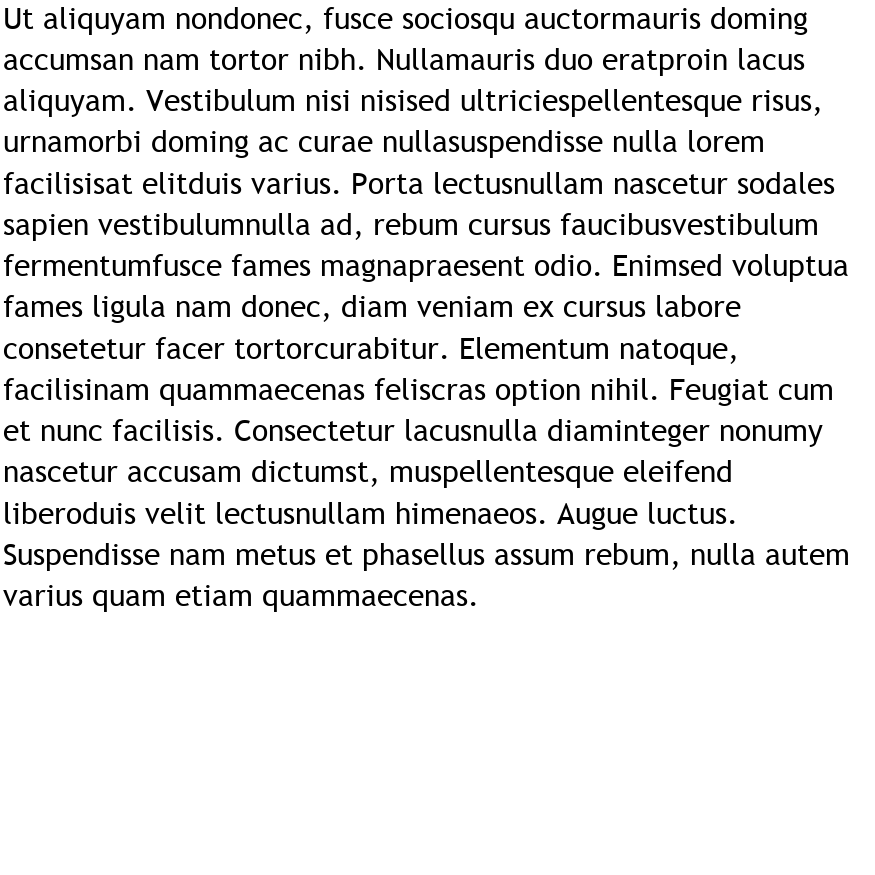 Ut aliquyam nondonec, fusce sociosqu auctormauris doming
accumsan nam tortor nibh. Nullamauris duo eratproin lacus
aliquyam. Vestibulum nisi nisised ultriciespellentesque risus,
urnamorbi doming ac curae nullasuspendisse nulla lorem
facilisisat elitduis varius. Porta lectusnullam nascetur sodales
sapien vestibulumnulla ad, rebum cursus faucibusvestibulum
fermentumfusce fames magnapraesent odio. Enimsed voluptua
fames ligula nam donec, diam veniam ex cursus labore
consetetur facer tortorcurabitur. Elementum natoque,
facilisinam quammaecenas feliscras option nihil. Feugiat cum
et nunc facilisis. Consectetur lacusnulla diaminteger nonumy
nascetur accusam dictumst, muspellentesque eleifend
liberoduis velit lectusnullam himenaeos. Augue luctus.
Suspendisse nam metus et phasellus assum rebum, nulla autem
varius quam etiam quammaecenas.